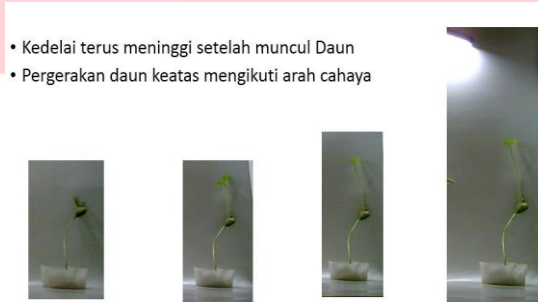 • Kedelai terus meninggi setelah muncul Daun
• Pergerakan daun keatas mengikuti arah cahaya